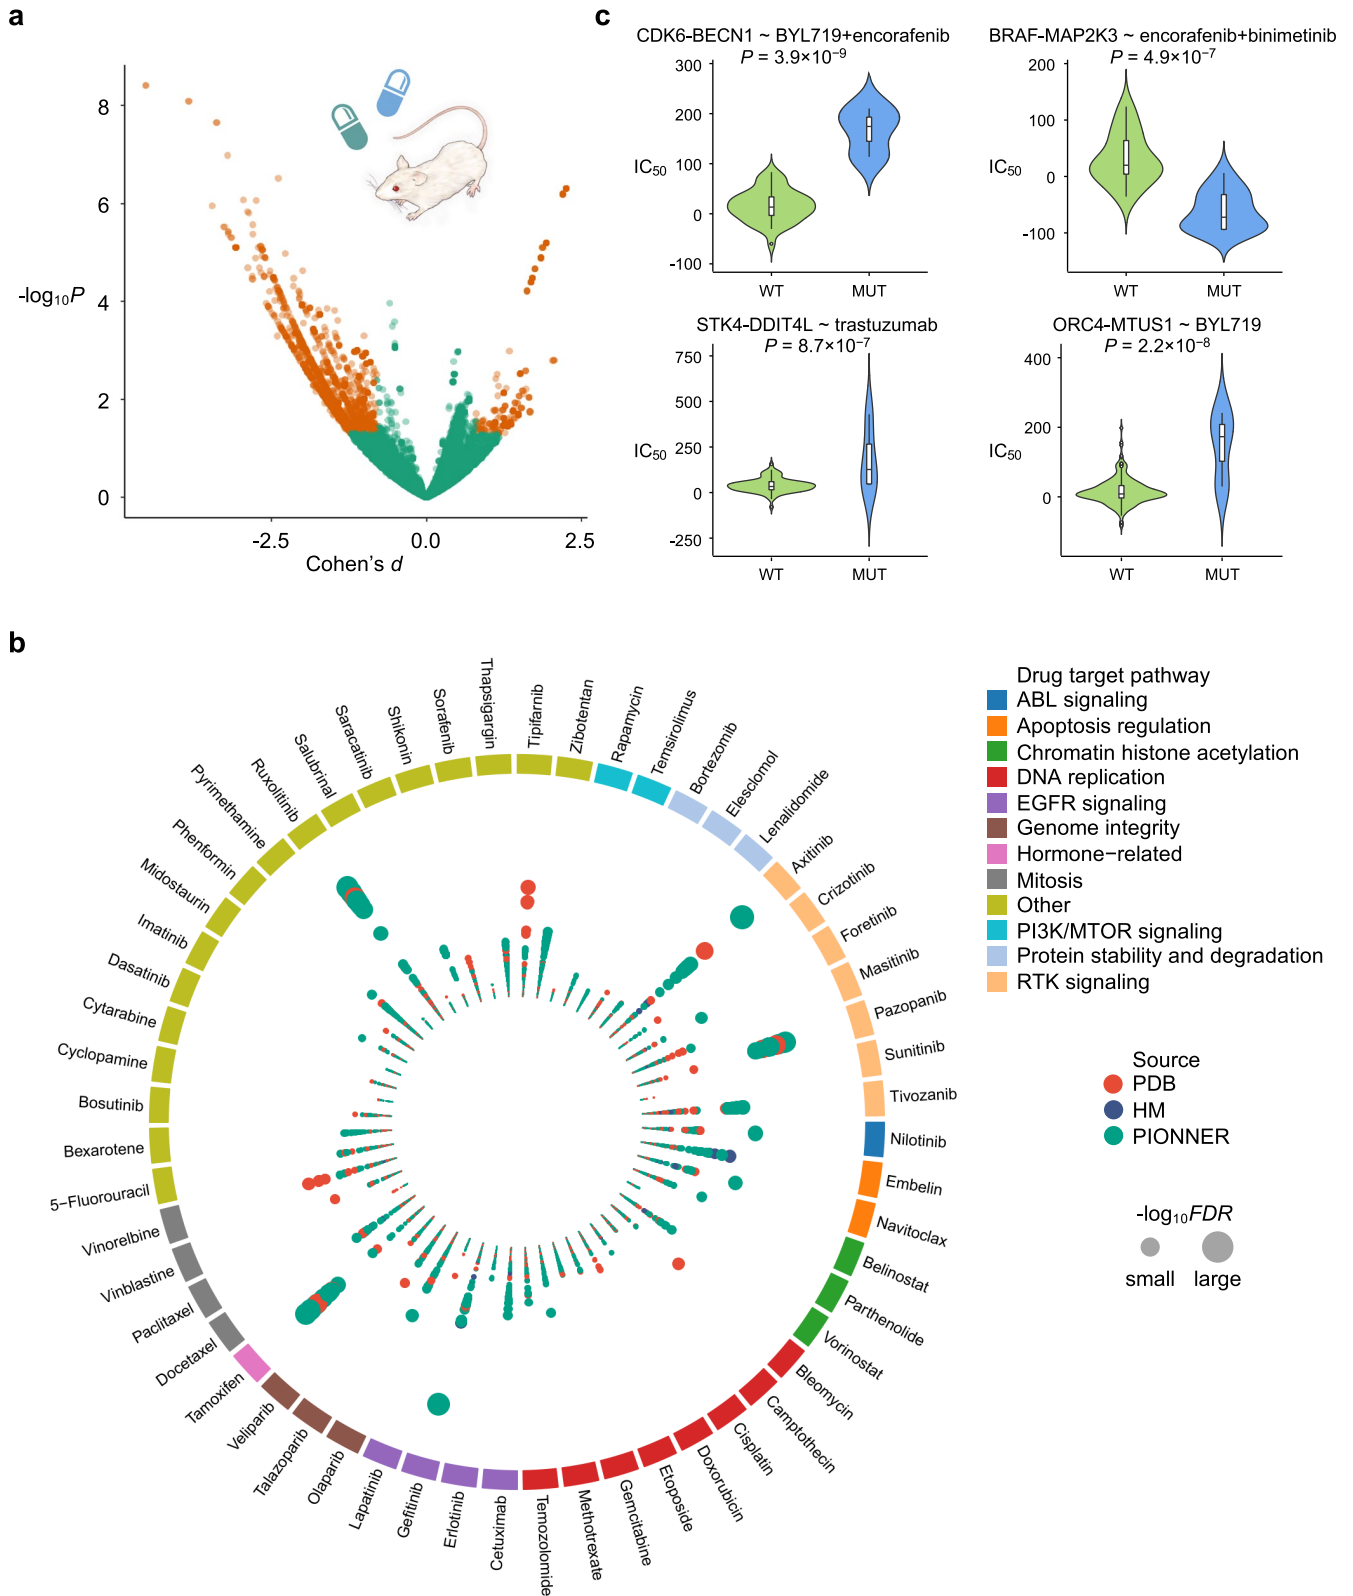 a
8
6
4
2
0
-log₁₀P
-2.5
0.0
2.5
Cohen's d
c
CDK6-BECN1 ~ BYL719+encorafenib
P = 3.9×10⁻⁹
300
200
100
0
-100
IC₅₀
WT
MUT
BRAF-MAP2K3 ~ encorafenib+binimetinib
P = 4.9×10⁻⁷
200
100
0
-100
IC₅₀
WT
MUT
STK4-DDIT4L ~ trastuzumab
P = 8.7×10⁻⁷
750
500
250
0
-250
IC₅₀
WT
MUT
ORC4-MTUS1 ~ BYL719
P = 2.2×10⁻⁸
400
200
0
IC₅₀
WT
MUT
b
Thapsigargin
Tipifarnib
Zibotentan
Rapamycin
Temsirolimus
Bortezomib
Elesclomol
Lenalidomide
Axitinib
Crizotinib
Foretinib
Masitinib
Pazopanib
Sunitinib
Tivozanib
Nilotinib
Embelin
Navitoclax
Belinostat
Parthenolide
Vorinostat
Bleomycin
Camptothecin
Cisplatin
Doxorubicin
Etoposide
Gemcitabine
Methotrexate
Temozolomide
Cetuximab
Erlotinib
Gefitinib
Lapatinib
Olaparib
Talazoparib
Veliparib
Tamoxifen
Docetaxel
Paclitaxel
Vinblastine
Vinorelbine
5−Fluorouracil
Bexarotene
Bosutinib
Cyclopamine
Cytarabine
Dasatinib
Imatinib
Midostaurin
Phenformin
Pyrimethamine
Ruxolitinib
Salubrinal
Saracatinib
Shikonin
Sorafenib
Drug target pathway
ABL signaling
Apoptosis regulation
Chromatin histone acetylation
DNA replication
EGFR signaling
Genome integrity
Hormone−related
Mitosis
Other
PI3K/MTOR signaling
Protein stability and degradation
RTK signaling
Source
PDB
HM
PIONNER
-log₁₀FDR
small large